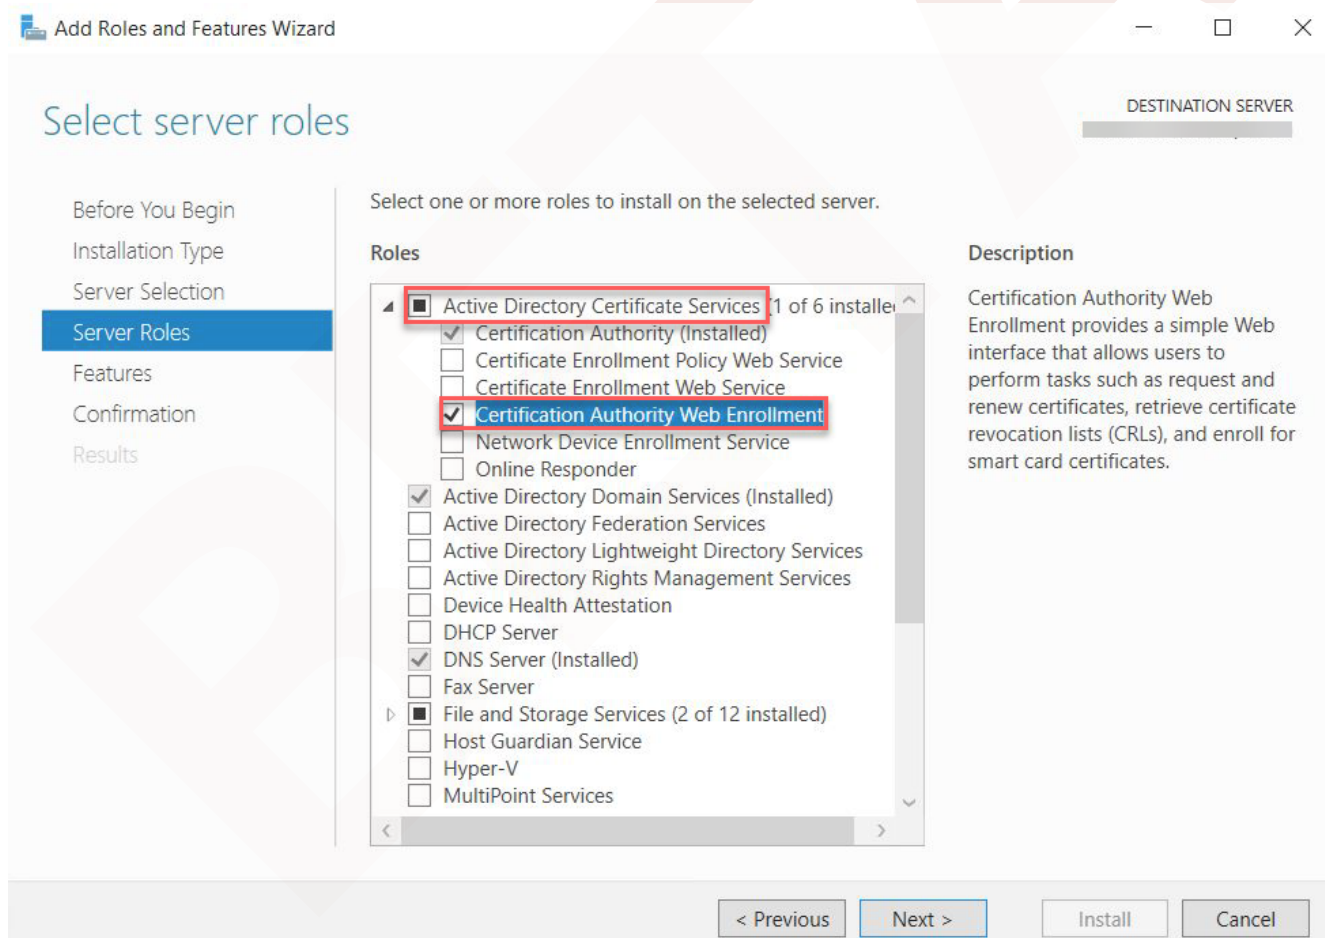 Add Roles and Features Wizard
Select server roles
DESTINATION SERVER
Before You Begin
Installation Type
Server Selection
Server Roles
Features
Confirmation
Results
Select one or more roles to install on the selected server.
Roles
Active Directory Certificate Services (1 of 6 installe
Certification Authority (Installed)
Certificate Enrollment Policy Web Service
Certificate Enrollment Web Service
Certification Authority Web Enrollment
Network Device Enrollment Service
Online Responder
Active Directory Domain Services (Installed)
Active Directory Federation Services
Active Directory Lightweight Directory Services
Active Directory Rights Management Services
Device Health Attestation
DHCP Server
DNS Server (Installed)
Fax Server
File and Storage Services (2 of 12 installed)
Host Guardian Service
Hyper-V
MultiPoint Services
Description
Certification Authority Web
Enrollment provides a simple Web
interface that allows users to
perform tasks such as request and
renew certificates, retrieve certificate
revocation lists (CRLs), and enroll for
smart card certificates.
< Previous
Next >
Install
Cancel